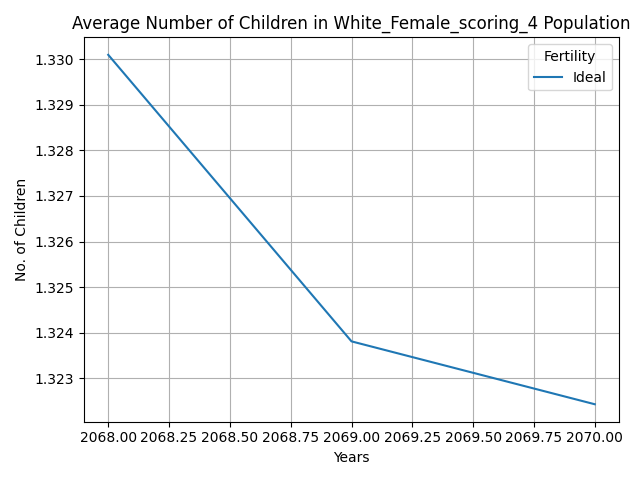 Average Number of Children in White_Female_scoring_4 Population
Fertility
Ideal
No. of Children
1.330
1.329
1.328
1.327
1.326
1.325
1.324
1.323
2068.00 2068.25 2068.50 2068.75 2069.00 2069.25 2069.50 2069.75 2070.00
Years